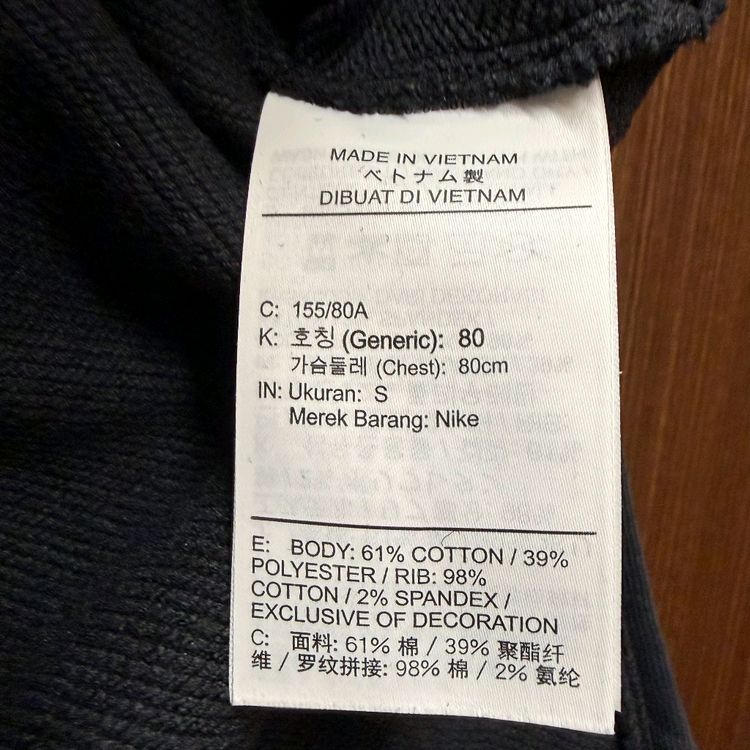 MADE IN VIETNAM
ベトナム製
DIBUAT DI VIETNAM
C: 155/80A
K: 호칭 (Generic): 80
가슴둘레 (Chest): 80cm
IN: Ukuran: S
Merek Barang: Nike
E: BODY: 61% COTTON / 39%
POLYESTER / RIB: 98%
COTTON / 2% SPANDEX /
EXCLUSIVE OF DECORATION
C: 面料: 61% 棉 / 39% 聚酯纤
维 / 罗纹拼接: 98% 棉 / 2% 氨纶